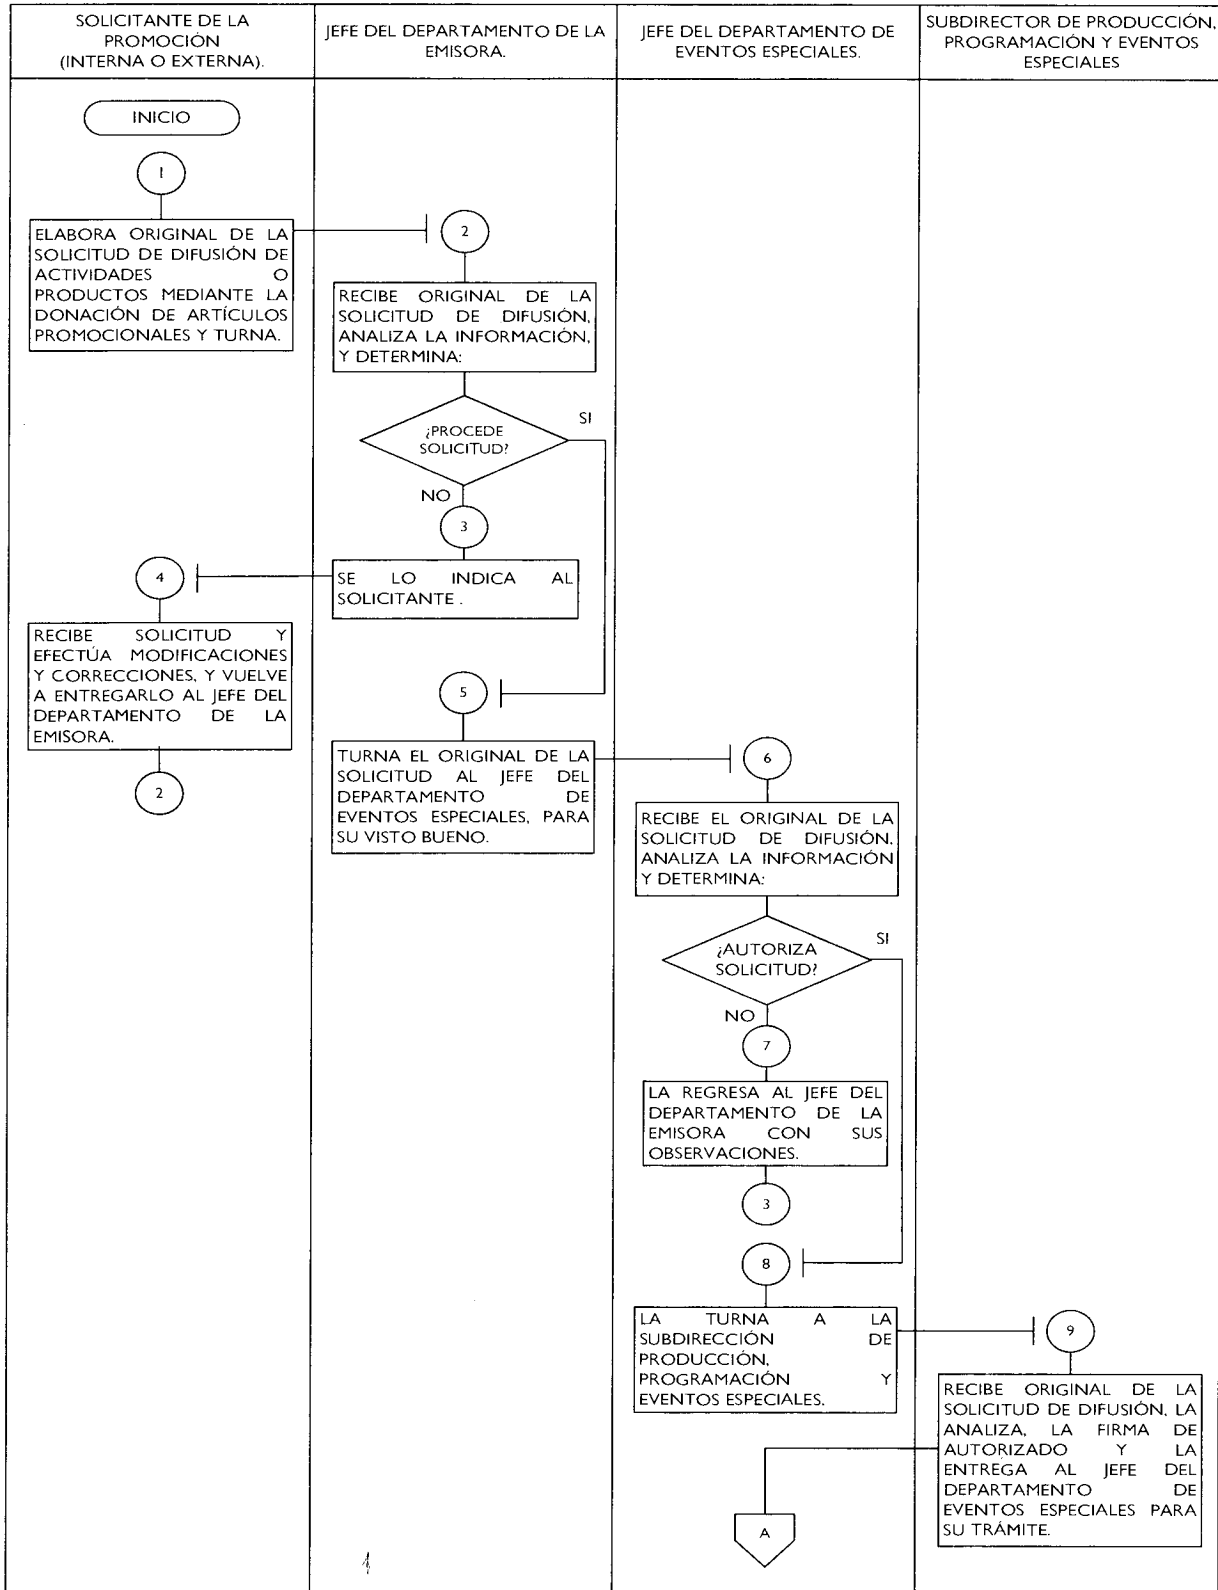 SOLICITANTE DE LA
PROMOCIÓN
(INTERNA O EXTERNA).
JEFE DEL DEPARTAMENTO DE LA
EMISORA.
JEFE DEL DEPARTAMENTO DE
EVENTOS ESPECIALES.
SUBDIRECTOR DE PRODUCCIÓN,
PROGRAMACIÓN Y EVENTOS
ESPECIALES
INICIO
1
ELABORA ORIGINAL DE LA
SOLICITUD DE DIFUSIÓN DE
ACTIVIDADES O
PRODUCTOS MEDIANTE LA
DONACIÓN DE ARTÍCULOS
PROMOCIONALES Y TURNA.
2
RECIBE ORIGINAL DE LA
SOLICITUD DE DIFUSIÓN,
ANALIZA LA INFORMACIÓN,
Y DETERMINA:
¿PROCEDE
SOLICITUD?
SI
NO
3
SE LO INDICA AL
SOLICITANTE .
4
RECIBE SOLICITUD Y
EFECTÚA MODIFICACIONES
Y CORRECCIONES, Y VUELVE
A ENTREGARLO AL JEFE DEL
DEPARTAMENTO DE LA
EMISORA.
2
5
TURNA EL ORIGINAL DE LA
SOLICITUD AL JEFE DEL
DEPARTAMENTO DE
EVENTOS ESPECIALES, PARA
SU VISTO BUENO.
6
RECIBE EL ORIGINAL DE LA
SOLICITUD DE DIFUSIÓN,
ANALIZA LA INFORMACIÓN
Y DETERMINA:
¿AUTORIZA
SOLICITUD?
SI
NO
7
LA REGRESA AL JEFE DEL
DEPARTAMENTO DE LA
EMISORA CON SUS
OBSERVACIONES.
3
8
LA TURNA A LA
SUBDIRECCIÓN DE
PRODUCCIÓN,
PROGRAMACIÓN Y
EVENTOS ESPECIALES.
9
RECIBE ORIGINAL DE LA
SOLICITUD DE DIFUSIÓN, LA
ANALIZA, LA FIRMA DE
AUTORIZADO Y LA
ENTREGA AL JEFE DEL
DEPARTAMENTO DE
EVENTOS ESPECIALES PARA
SU TRÁMITE.
A